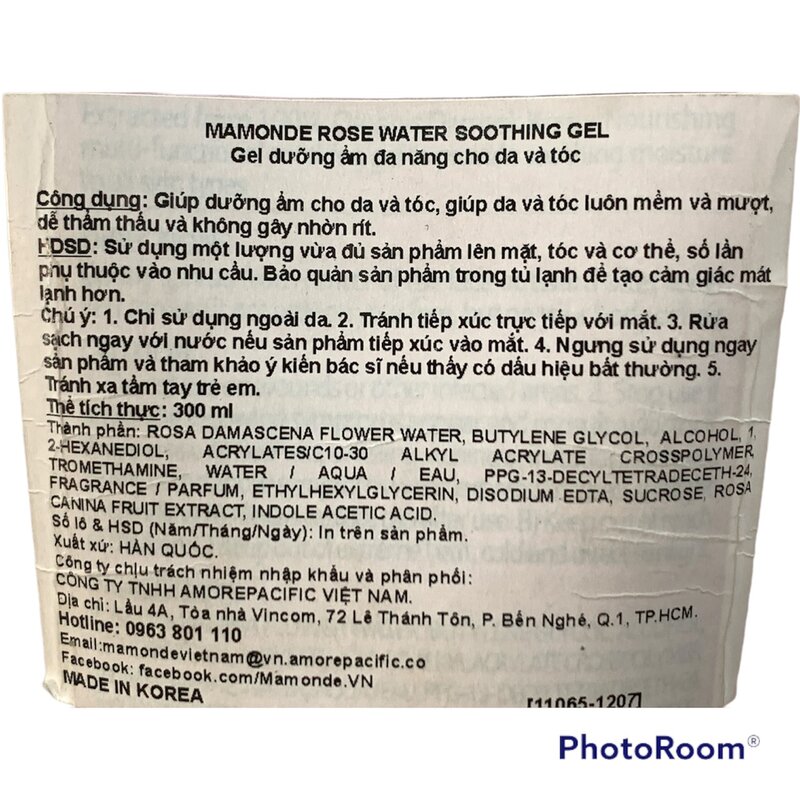 MAMONDE ROSE WATER SOOTHING GEL
Gel dưỡng ẩm đa năng cho da và tóc
Công dụng: Giúp dưỡng ẩm cho da và tóc, giúp da và tóc luôn mềm và mượt,
dễ thẩm thấu và không gây nhờn rít.
HDSD: Sử dụng một lượng vừa đủ sản phẩm lên mặt, tóc và cơ thể, số lần
phụ thuộc vào nhu cầu. Bảo quản sản phẩm trong tủ lạnh để tạo cảm giác mát
lạnh hơn.
Chú ý: 1. Chỉ sử dụng ngoài da. 2. Tránh tiếp xúc trực tiếp với mắt. 3. Rửa
sạch ngay với nước nếu sản phẩm tiếp xúc vào mắt. 4. Ngưng sử dụng ngay
sản phẩm và tham khảo ý kiến bác sĩ nếu thấy có dấu hiệu bất thường. 5.
Tránh xa tầm tay trẻ em.
Thể tích thực: 300 ml
Thành phần: ROSA DAMASCENA FLOWER WATER, BUTYLENE GLYCOL, ALCOHOL, 1,
2-HEXANEDIOL, ACRYLATES/C10-30 ALKYL ACRYLATE CROSSPOLYMER,
TROMETHAMINE, WATER / AQUA / EAU, PPG-13-DECYLTETRADECETH-24,
FRAGRANCE / PARFUM, ETHYLHEXYLGLYCERIN, DISODIUM EDTA, SUCROSE, ROSA
CANINA FRUIT EXTRACT, INDOLE ACETIC ACID.
Số lô & HSD (Năm/Tháng/Ngày): In trên sản phẩm.
Xuất xứ: HÀN QUỐC.
Công ty chịu trách nhiệm nhập khẩu và phân phối:
CÔNG TY TNHH AMOREPACIFIC VIỆT NAM.
Địa chỉ: Lầu 4A, Tòa nhà Vincom, 72 Lê Thánh Tôn, P. Bến Nghé, Q.1, TP.HCM.
Hotline: 0963 801 110
Email:mamondevietnam@vn.amorepacific.co
Facebook: facebook.com/Mamonde.VN
MADE IN KOREA [11065-1207]
PhotoRoom®